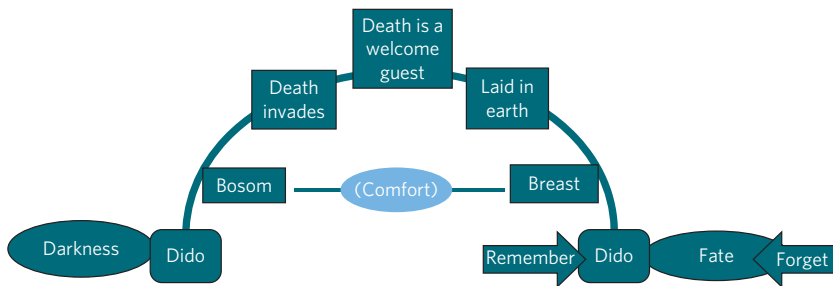 Death is a
welcome
guest
Death
invades
Laid in
earth
Bosom
(Comfort)
Breast
Darkness
Dido
Remember
Dido
Fate
Forget